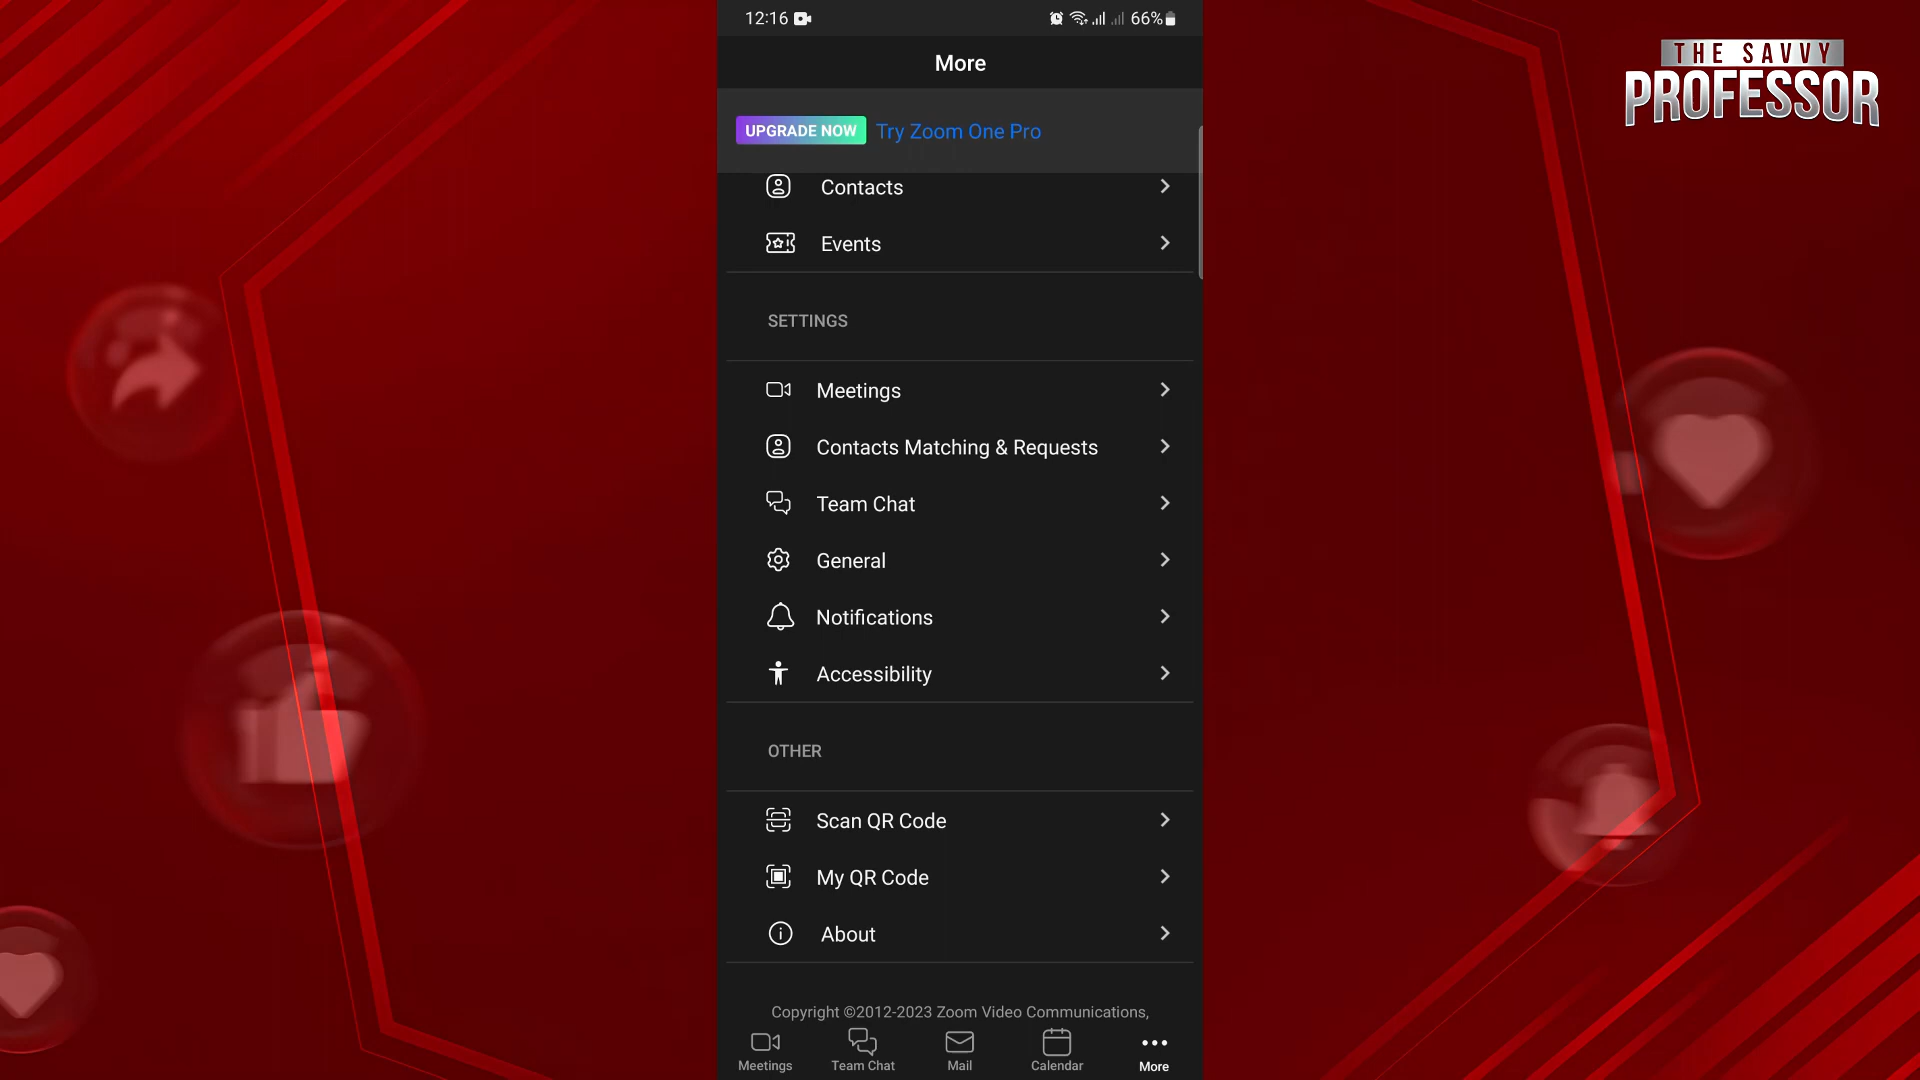 12:16
66%
THE SAVVY
PROFESSOR
More
UPGRADE NOW Try Zoom One Pro
Contacts
Events
SETTINGS
Meetings
Contacts Matching & Requests
Team Chat
General
Notifications
Accessibility
OTHER
Scan QR Code
My QR Code
About
Copyright ©2012-2023 Zoom Video Communications,
Meetings
Team Chat
Mail
Calendar
More